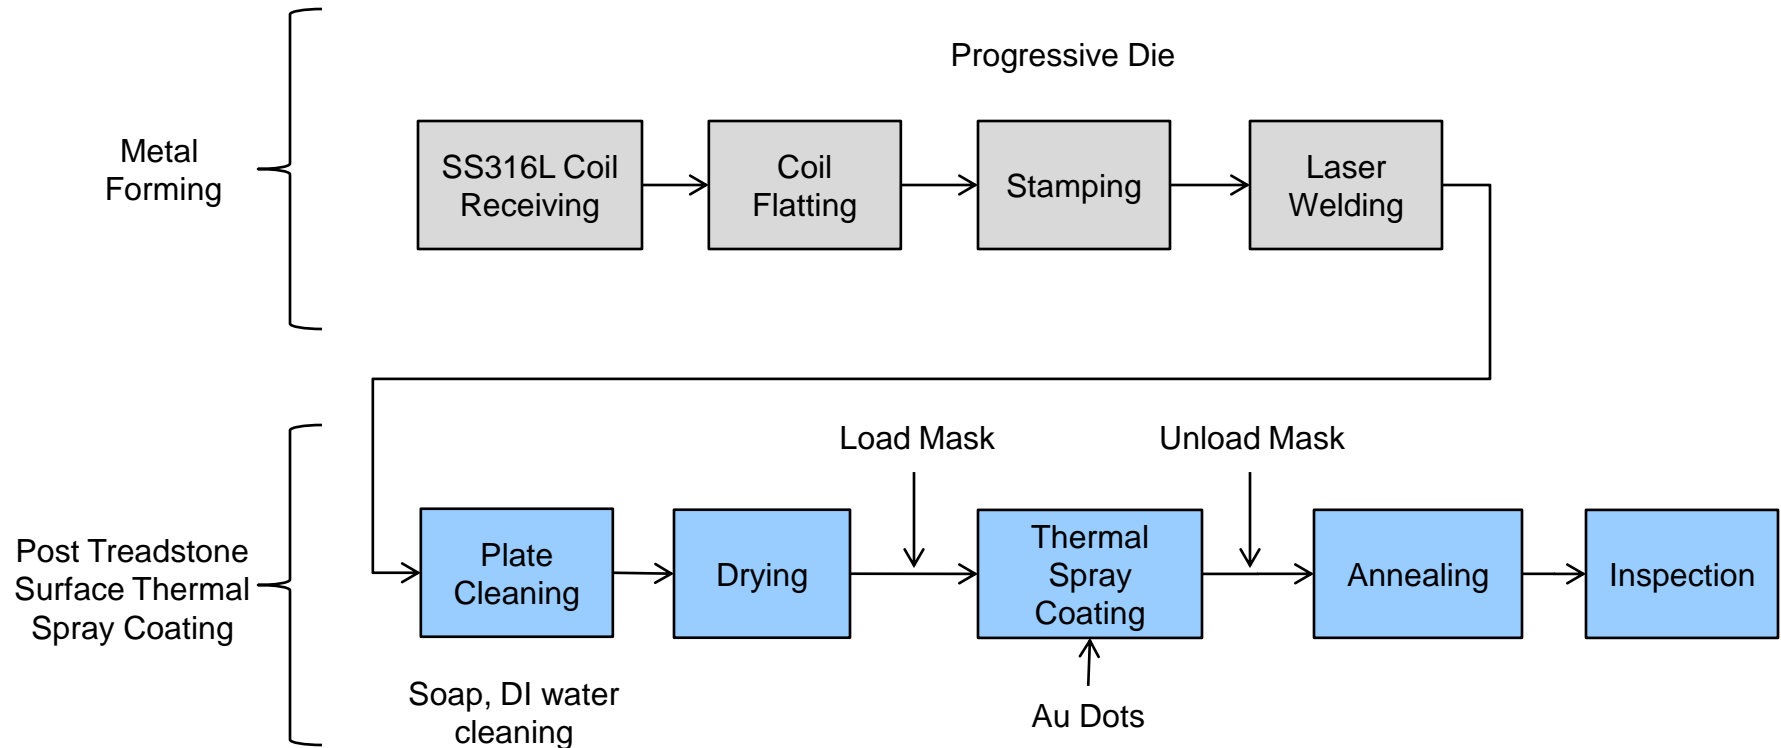 Progressive Die
Metal
Forming
SS316L Coil
Receiving
Coil
Flatting
Stamping
Laser
Welding
Load Mask
Unload Mask
Post Treadstone
Surface Thermal
Spray Coating
Plate
Cleaning
Drying
Thermal
Spray
Coating
Annealing
Inspection
Soap, DI water
cleaning
Au Dots